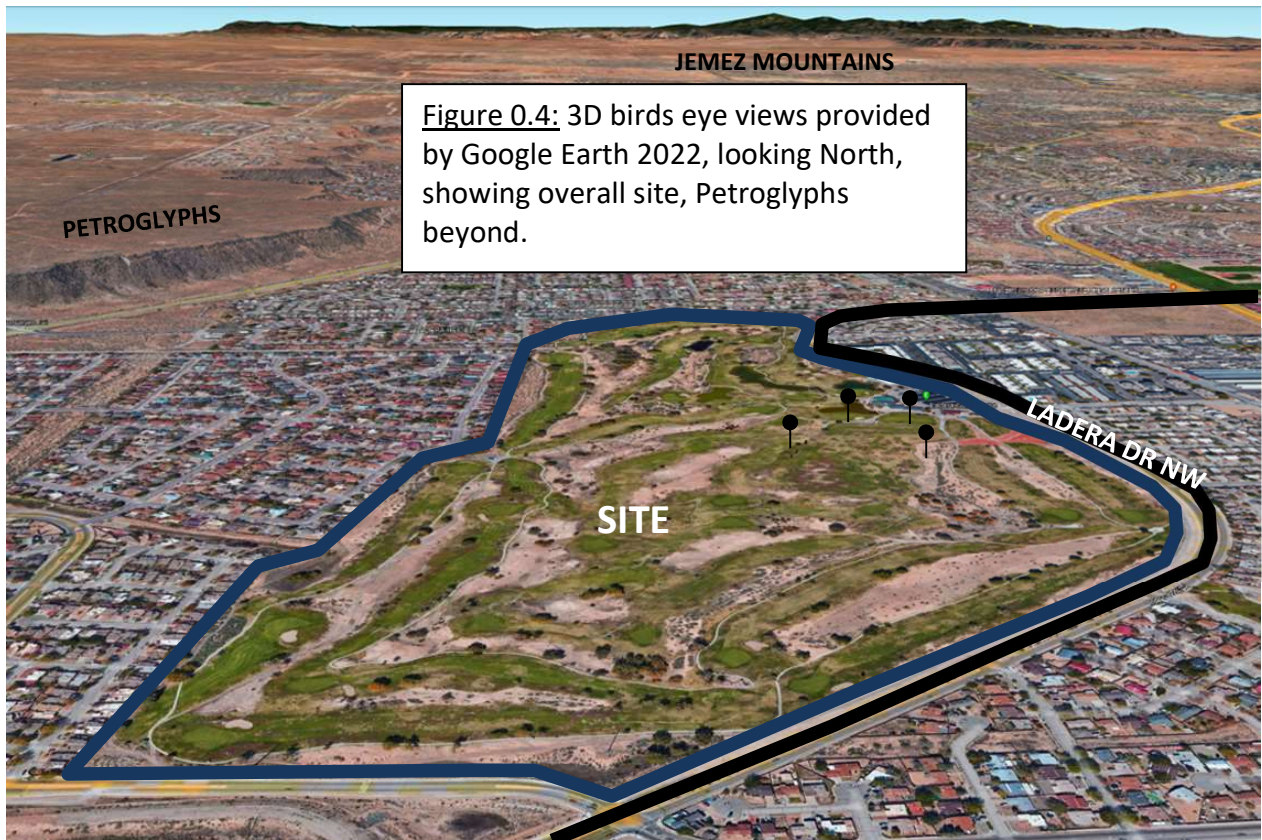 JEMEZ MOUNTAINS
Figure 0.4: 3D birds eye views provided
by Google Earth 2022, looking North,
showing overall site, Petroglyphs
beyond.
PETROGLYPHS
LADERA DR NW
SITE